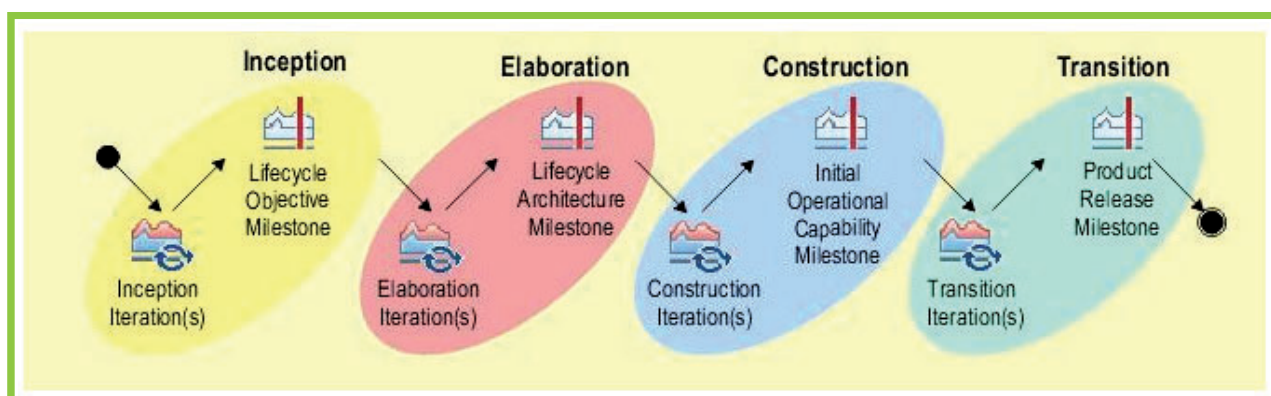 Inception
Lifecycle
Objective
Milestone
Inception
Iteration(s)
Elaboration
Lifecycle
Architecture
Milestone
Elaboration
Iteration(s)
Construction
Initial
Operational
Capability
Milestone
Construction
Iteration(s)
Transition
Product
Release
Milestone
Transition
Iteration(s)